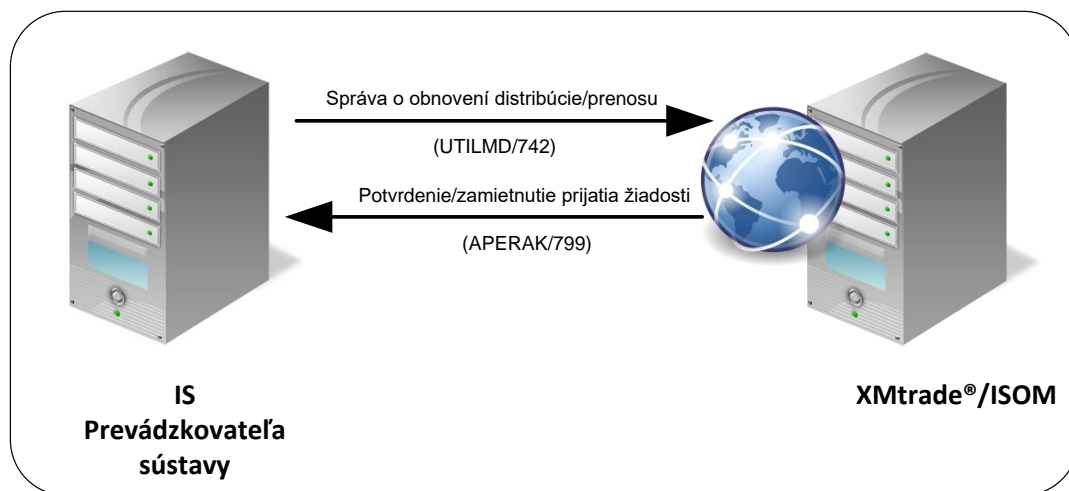 Správa o obnovení distribúcie/prenosu
(UTILMD/742)
Potvrdenie/zamietnutie prijatia žiadosti
(APERAK/799)
IS
Prevádzkovateľa
sústavy
XMtrade®/ISOM